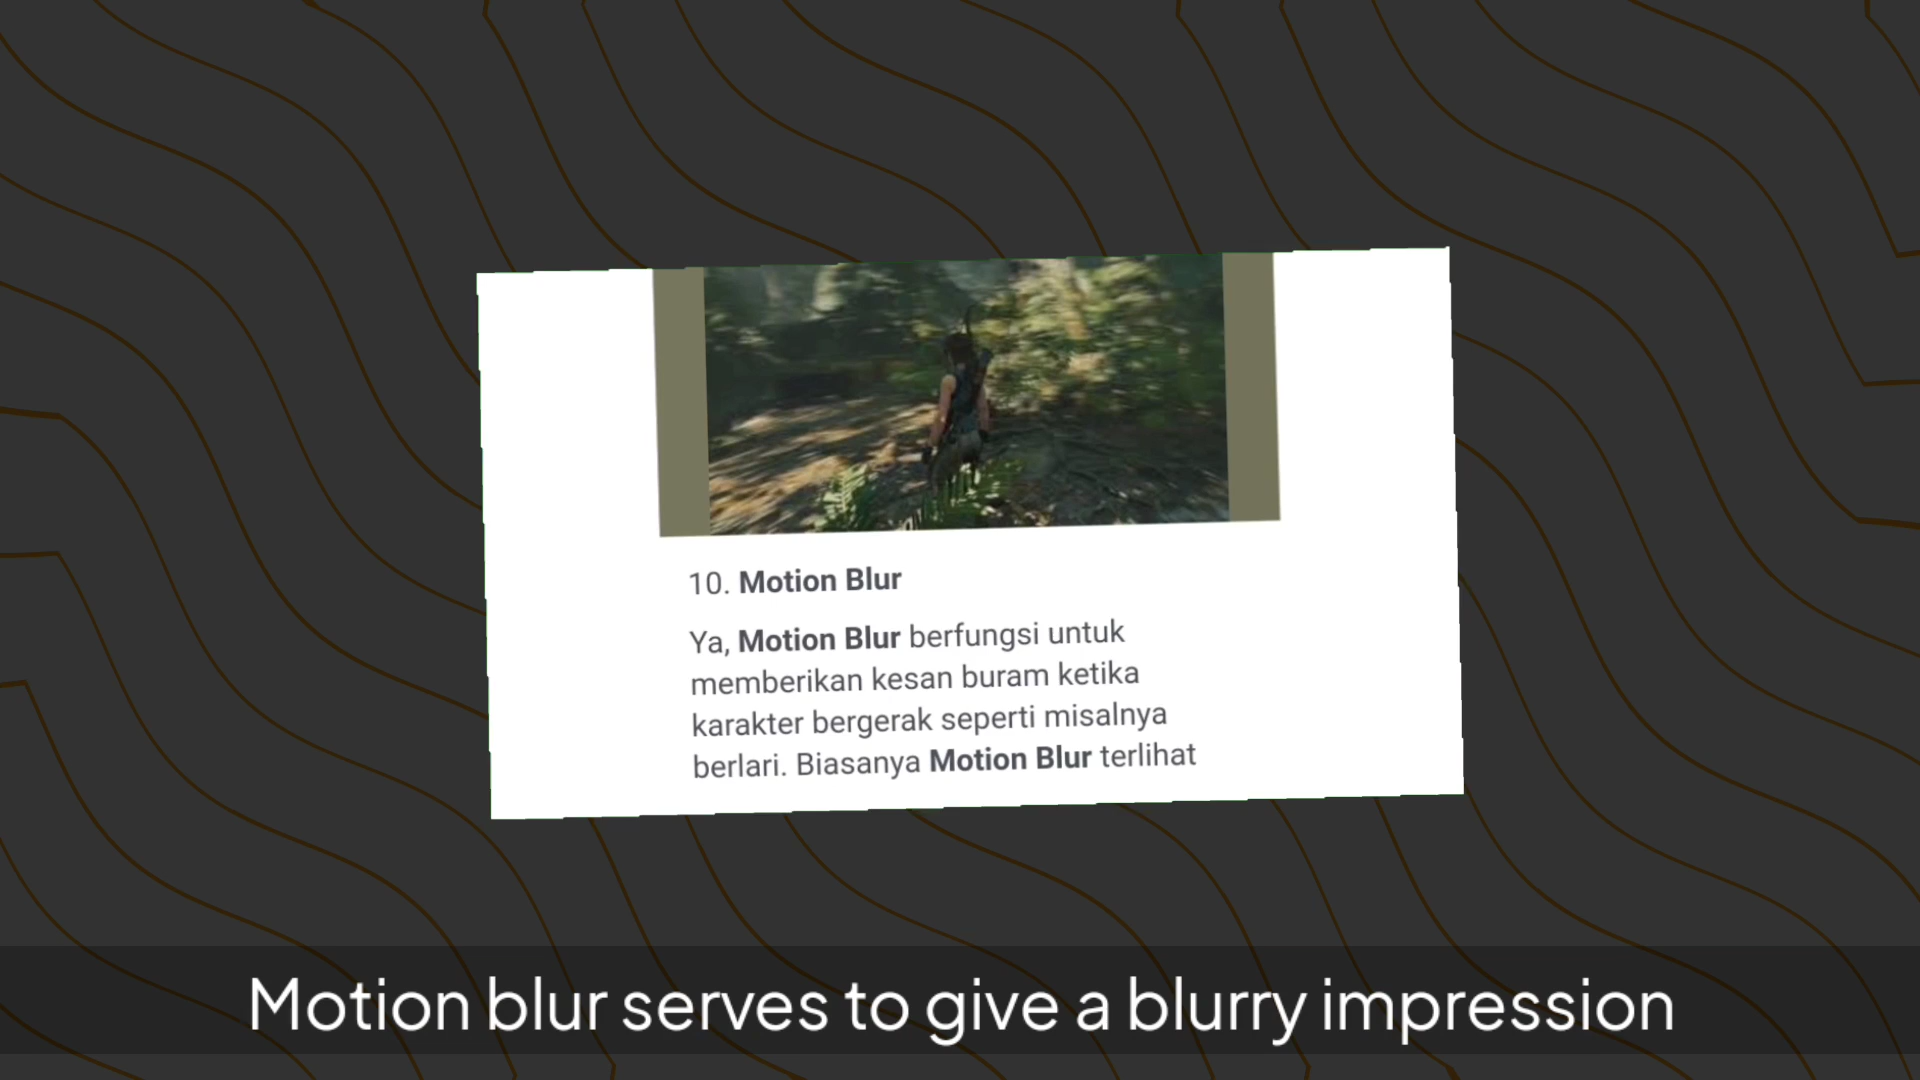 10. Motion Blur
Ya, Motion Blur berfungsi untuk
memberikan kesan buram ketika
karakter bergerak seperti misalnya
berlari. Biasanya Motion Blur terlihat
Motion blur serves to give a blurry impression